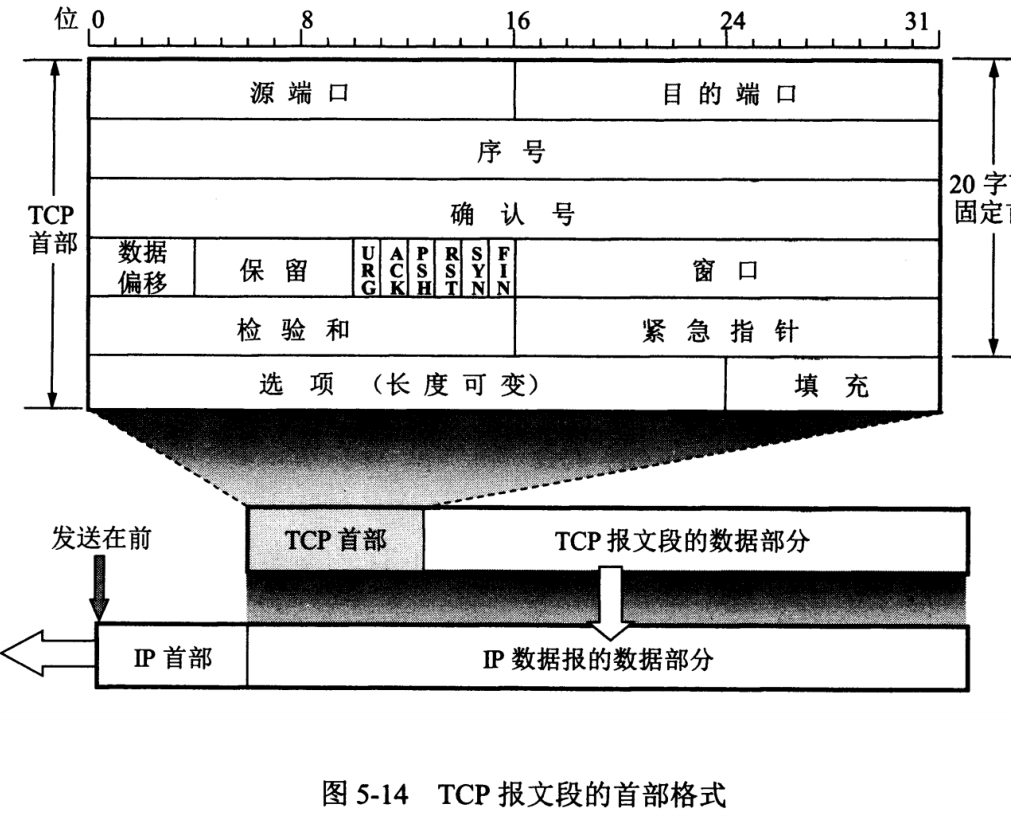 位 0 8 16 24 31
源 端 口 目 的 端 口
序 号
确 认 号
TCP
首部
20 字
固定
数据
偏移
保 留
URG
ACK
PSH
RST
SYN
FIN
窗 口
检 验 和 紧 急 指 针
选 项 （长 度 可 变） 填 充
发送在前
TCP 首部 TCP 报文段的数据部分
IP 首部 IP 数据报的数据部分
图 5-14 TCP 报文段的首部格式